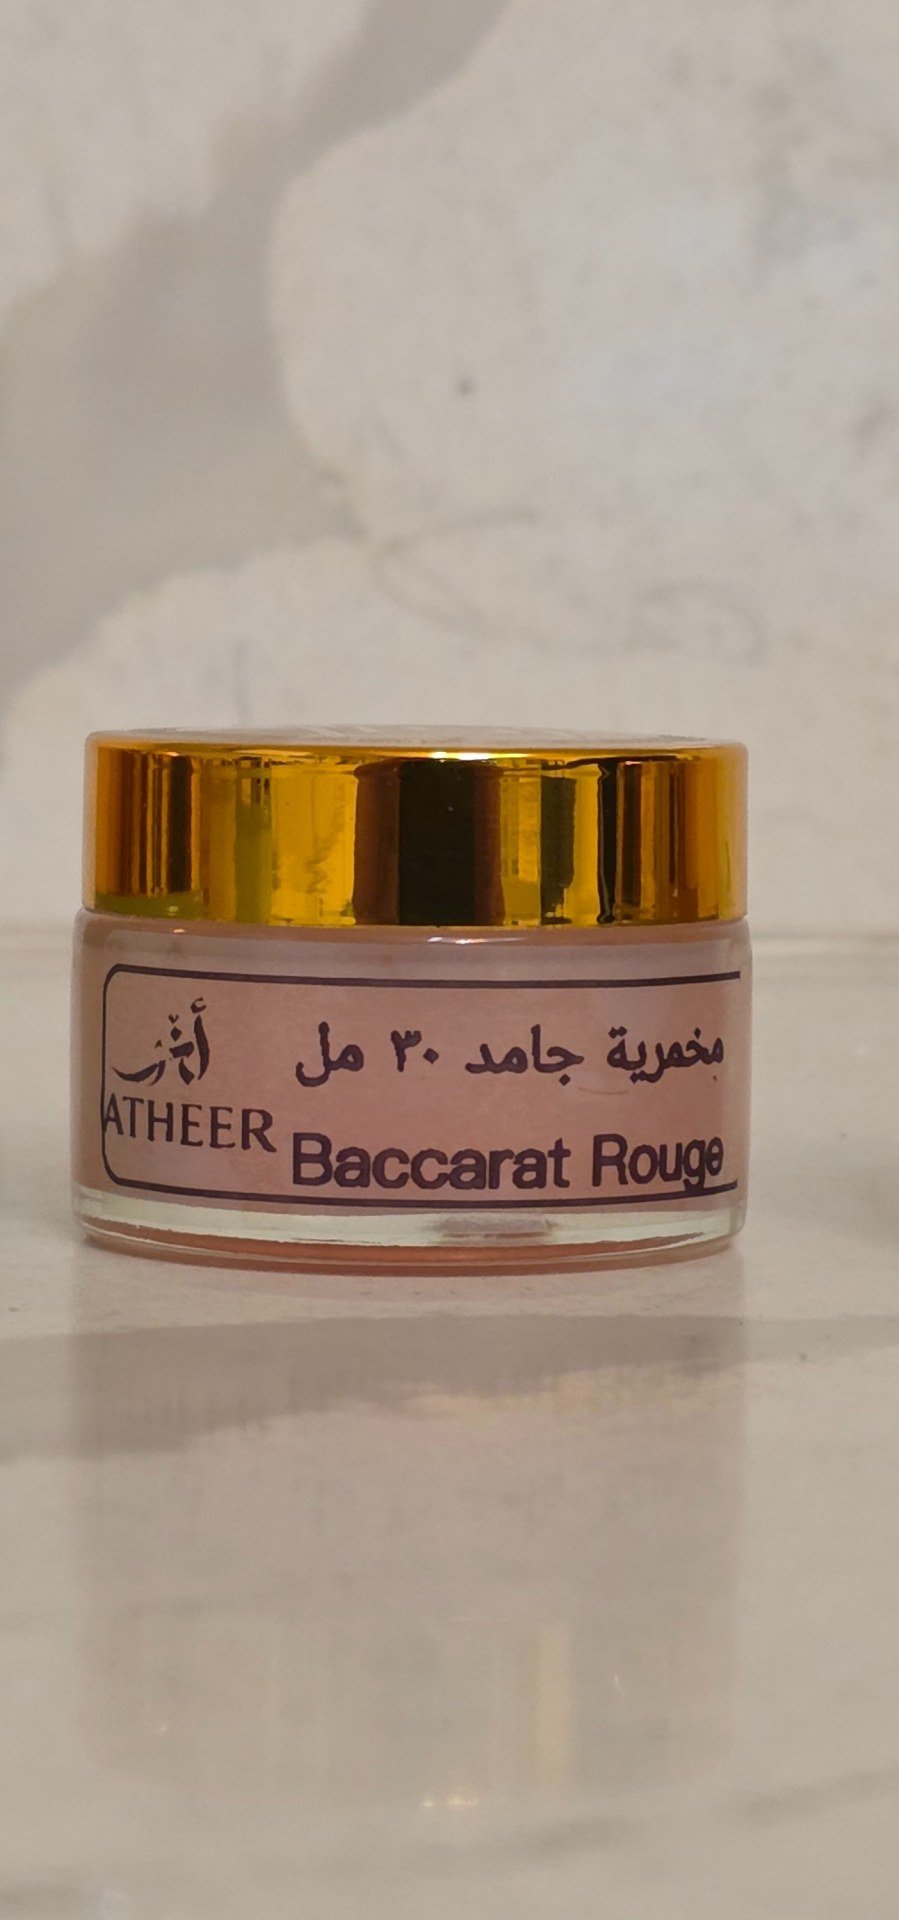 أثير
ATHEER
مخمرية جامد ٣٠ مل
Baccarat Rouge